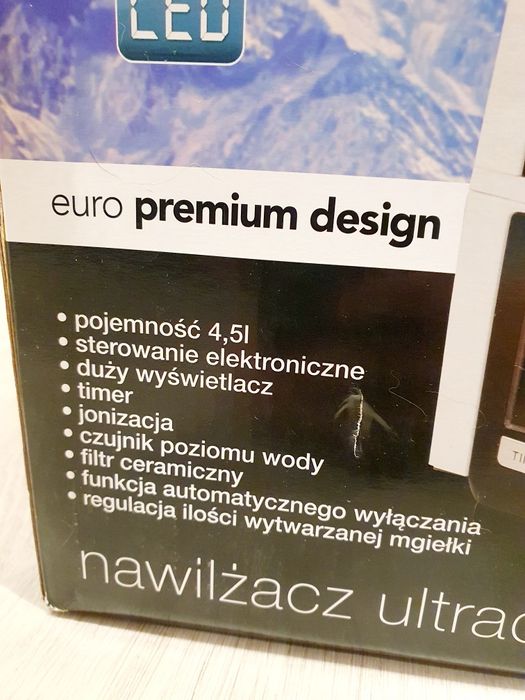 LED
euro premium design
• pojemność 4,5l
• sterowanie elektroniczne
• duży wyświetlacz
• timer
• jonizacja
• czujnik poziomu wody
• filtr ceramiczny
• funkcja automatycznego wyłączania
• regulacja ilości wytwarzanej mgiełki
nawilżacz